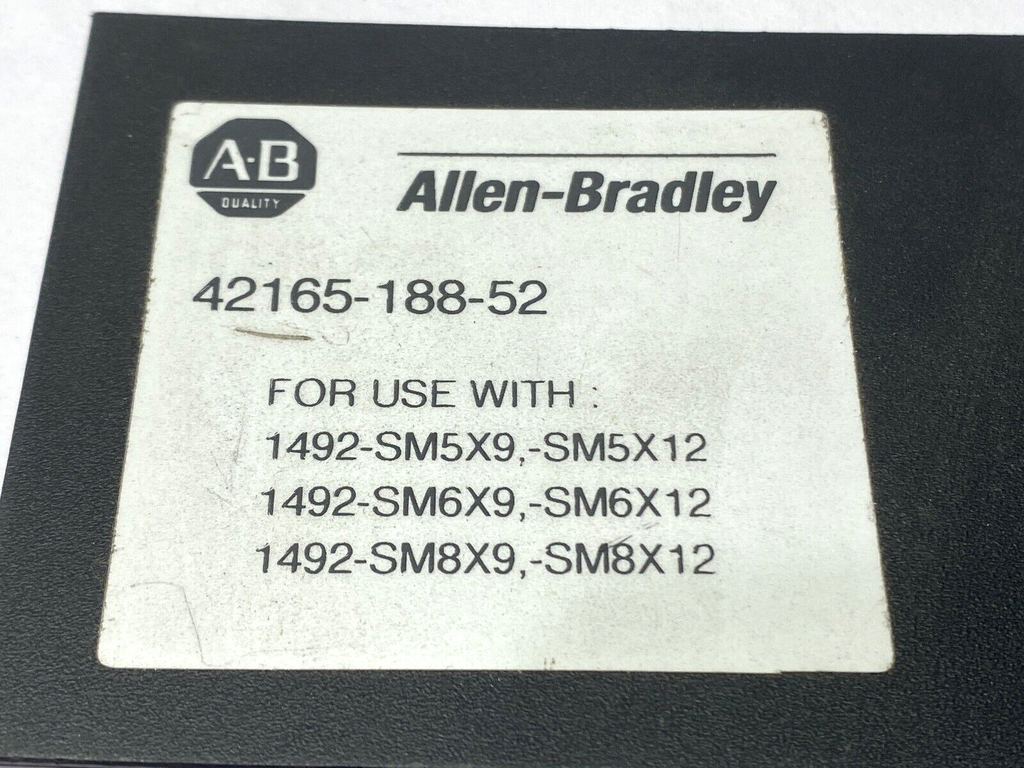 A-B
QUALITY
Allen-Bradley
42165-188-52
FOR USE WITH :
1492-SM5X9,-SM5X12
1492-SM6X9,-SM6X12
1492-SM8X9,-SM8X12